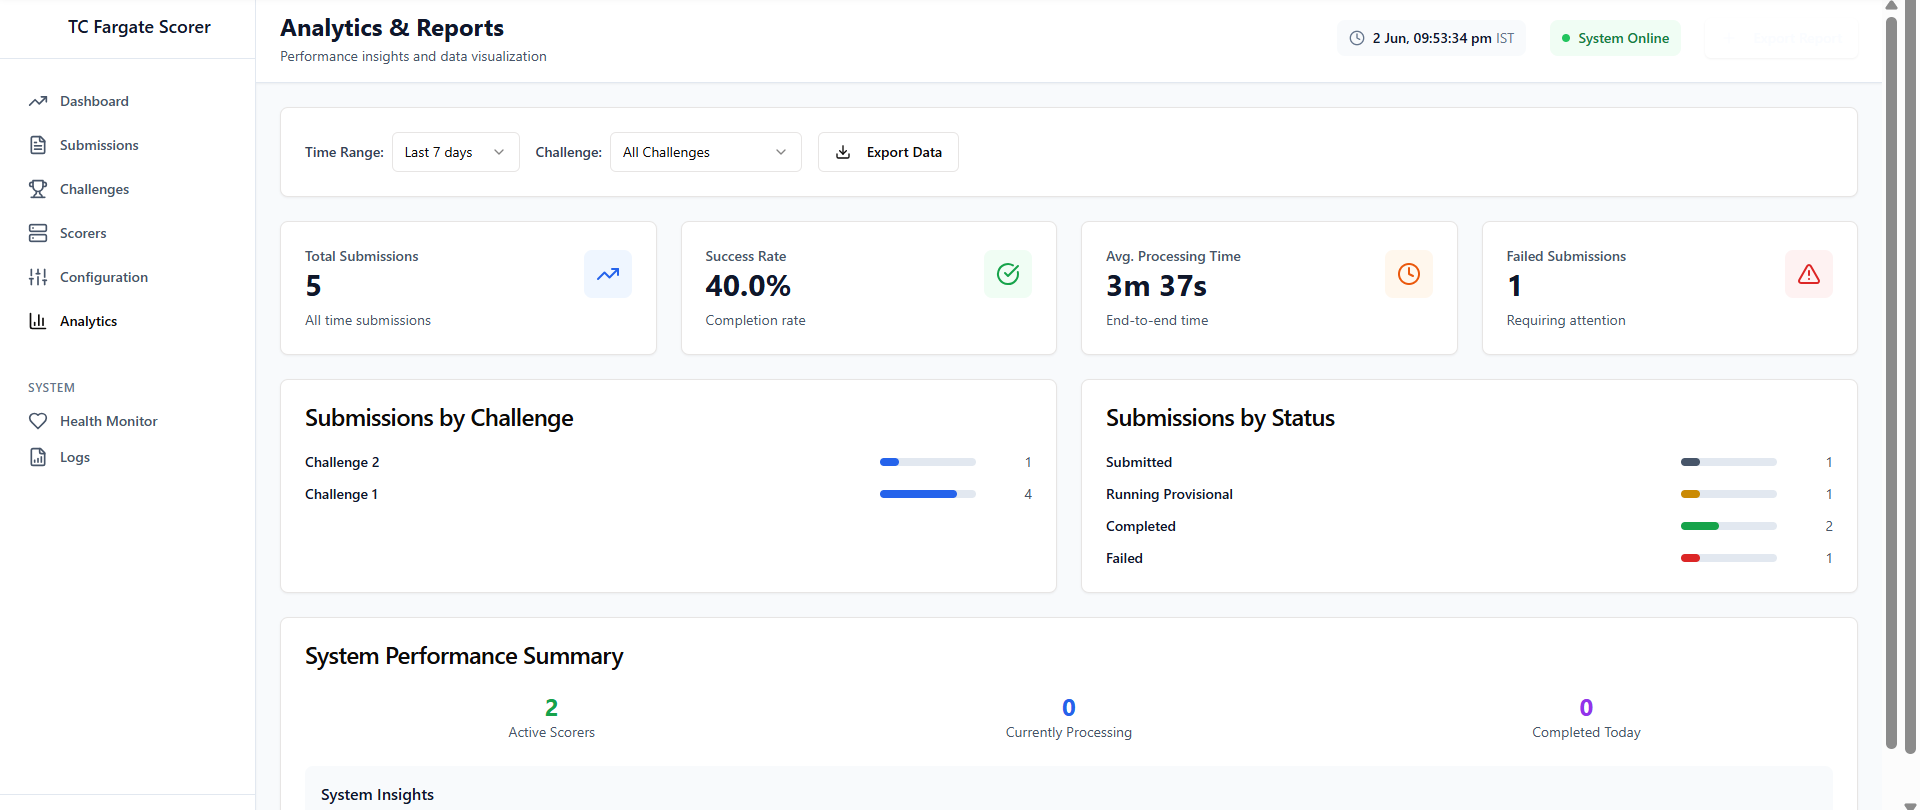 TC Fargate Scorer
Dashboard
Submissions
Challenges
Scorers
Configuration
Analytics
SYSTEM
Health Monitor
Logs
Analytics & Reports
Performance insights and data visualization
2 Jun, 09:53:34 pm IST
System Online
Time Range: Last 7 days Challenge: All Challenges Export Data
Total Submissions
5
All time submissions
Success Rate
40.0%
Completion rate
Avg. Processing Time
3m 37s
End-to-end time
Failed Submissions
1
Requiring attention
Submissions by Challenge
Challenge 2 1
Challenge 1 4
Submissions by Status
Submitted 1
Running Provisional 1
Completed 2
Failed 1
System Performance Summary
2
Active Scorers
0
Currently Processing
0
Completed Today
System Insights